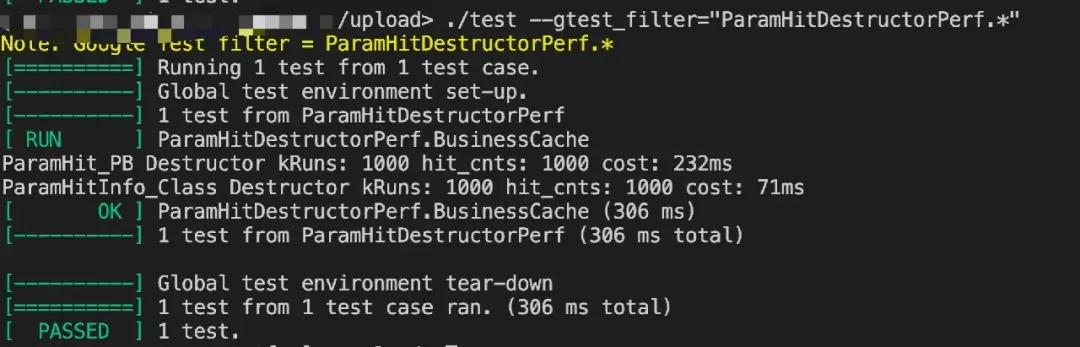 [  PASSED  ] 1 test.
/upload> ./test --gtest_filter="ParamHitDestructorPerf.*"
Note: Google Test filter = ParamHitDestructorPerf.*
[==========] Running 1 test from 1 test case.
[----------] Global test environment set-up.
[----------] 1 test from ParamHitDestructorPerf
[ RUN      ] ParamHitDestructorPerf.BusinessCache
ParamHit_PB Destructor kRuns: 1000 hit_cnts: 1000 cost: 232ms
ParamHitInfo_Class Destructor kRuns: 1000 hit_cnts: 1000 cost: 71ms
[       OK ] ParamHitDestructorPerf.BusinessCache (306 ms)
[----------] 1 test from ParamHitDestructorPerf (306 ms total)
[----------] Global test environment tear-down
[==========] 1 test from 1 test case ran. (306 ms total)
[  PASSED  ] 1 test.